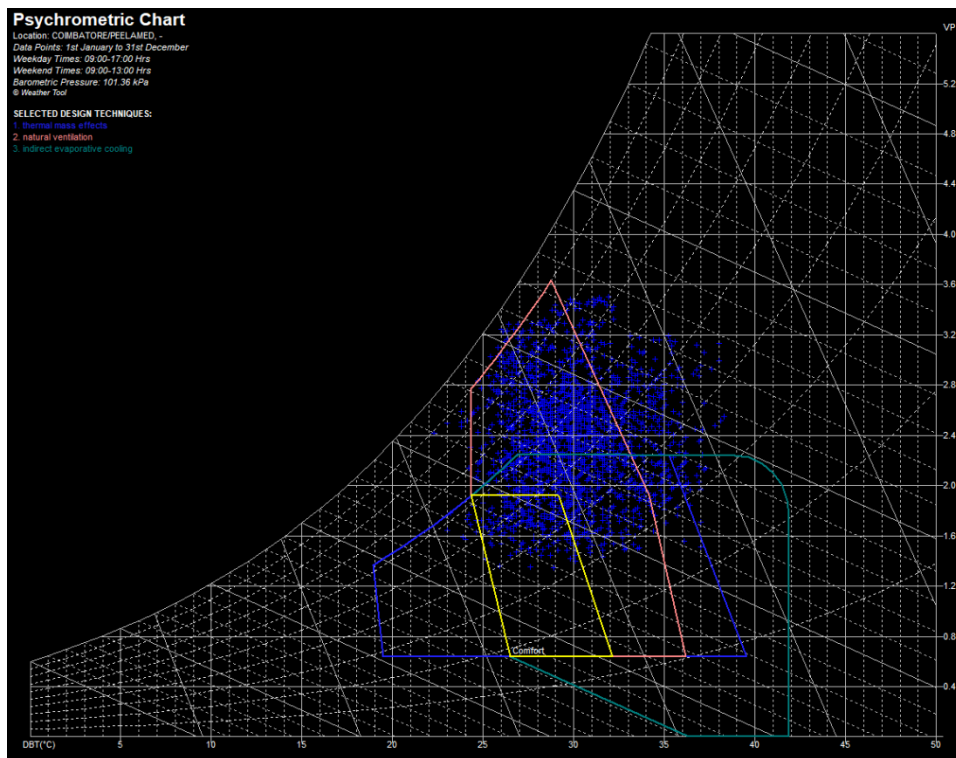 Psychrometric Chart
Location: COIMBATORE/PEELAMED, -
Data Points: 1st January to 31st December
Weekday Times: 09:00-17:00 Hrs
Weekend Times: 09:00-13:00 Hrs
Barometric Pressure: 101.36 kPa
© Weather Tool
SELECTED DESIGN TECHNIQUES:
1. thermal mass effects
2. natural ventilation
3. indirect evaporative cooling
VP
5.2
4.8
4.4
4.0
3.6
3.2
2.8
2.4
2.0
1.6
1.2
0.8
Comfort
0.4
DBT(°C) 5 10 15 20 25 30 35 40 45 50